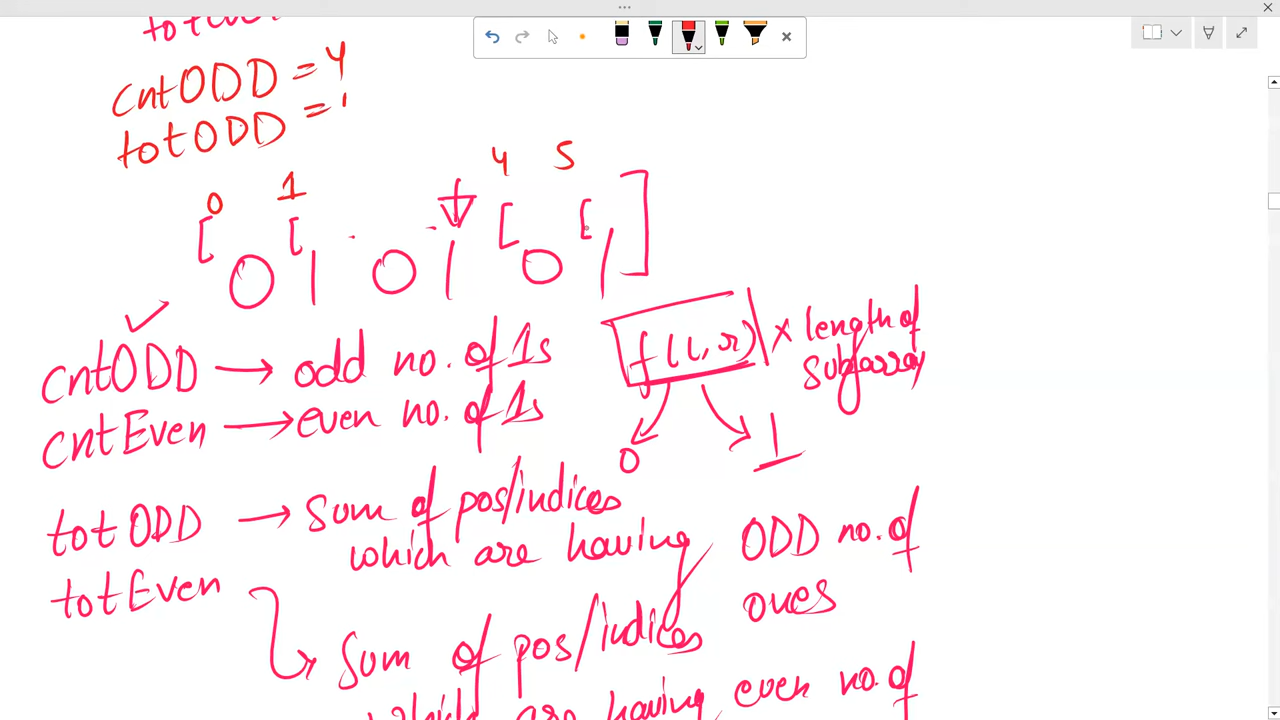 cntODD = 4
totODD =
0 1 4 5
[ 0 [ 1 0 1 [ 0 [ 1 ]
cntODD → odd no. of 1s
cntEven → even no. of 1s
f(l,r) × length of
subarray
0 1
totODD → Sum of pos/indices
which are having ODD no. of
ones
totEven
Sum of pos/indices
which are having even no. of